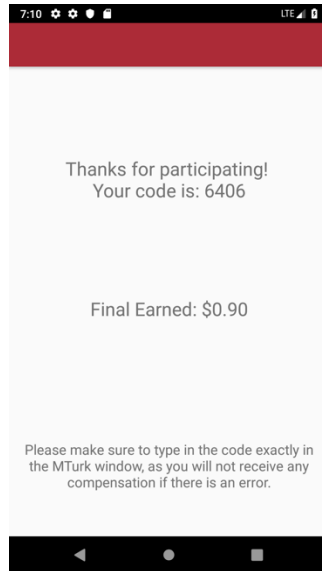 7:10
LTE
Thanks for participating!
Your code is: 6406
Final Earned: $0.90
Please make sure to type in the code exactly in
the MTurk window, as you will not receive any
compensation if there is an error.